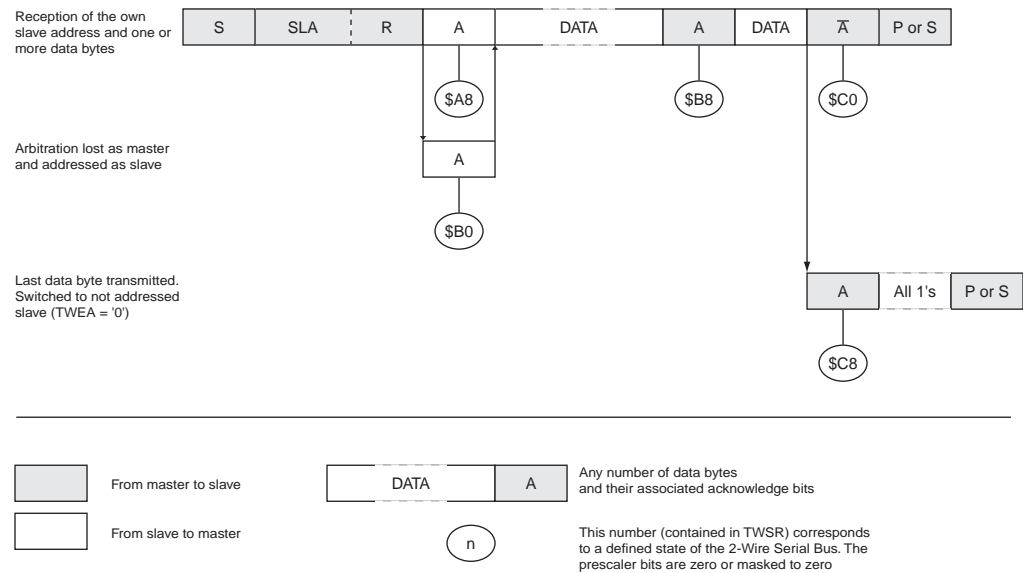 Reception of the own
slave address and one or
more data bytes
S SLA R A DATA A DATA A̅ P or S
$A8 $B8 $C0
Arbitration lost as master
and addressed as slave
A
$B0
Last data byte transmitted.
Switched to not addressed
slave (TWEA = '0')
A All 1's P or S
$C8
From master to slave
DATA A
Any number of data bytes
and their associated acknowledge bits
From slave to master
n
This number (contained in TWSR) corresponds
to a defined state of the 2-Wire Serial Bus. The
prescaler bits are zero or masked to zero